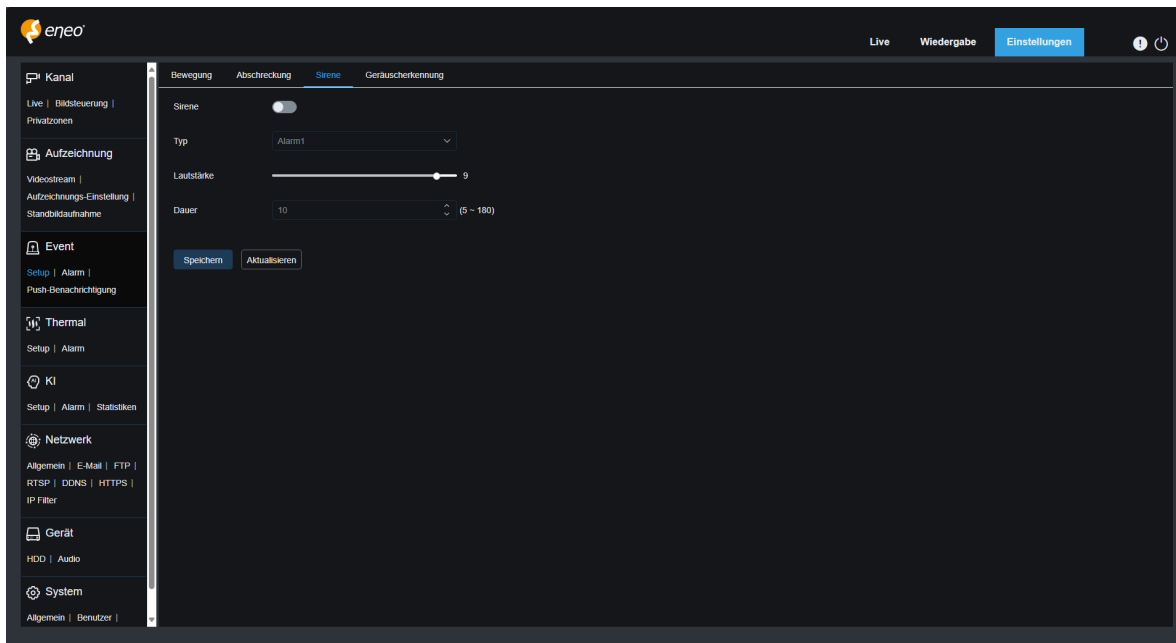 eneo
Live Wiedergabe Einstellungen
Kanal
Live | Bildsteuerung |
Privatzonen
Aufzeichnung
Videostream |
Aufzeichnungs-Einstellung |
Standbildaufnahme
Event
Setup | Alarm |
Push-Benachrichtigung
Thermal
Setup | Alarm
KI
Setup | Alarm | Statistiken
Netzwerk
Allgemein | E-Mail | FTP |
RTSP | DDNS | HTTPS |
IP Filter
Gerät
HDD | Audio
System
Allgemein | Benutzer |
Bewegung Abschreckung Sirene Geräuscherkennung
Sirene
Typ Alarm1
Lautstärke 9
Dauer 10 (5 ~ 180)
Speichern Aktualisieren